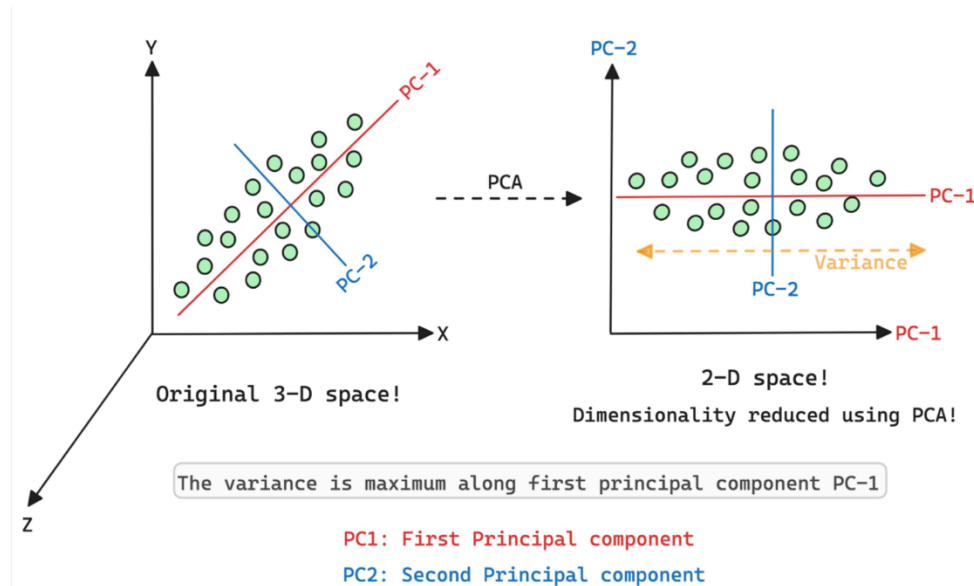 Y
PC-1
PC-2
X
Z
Original 3-D space!
PCA
PC-2
PC-1
Variance
PC-2
PC-1
2-D space!
Dimensionality reduced using PCA!
The variance is maximum along first principal component PC-1
PC1: First Principal component
PC2: Second Principal component